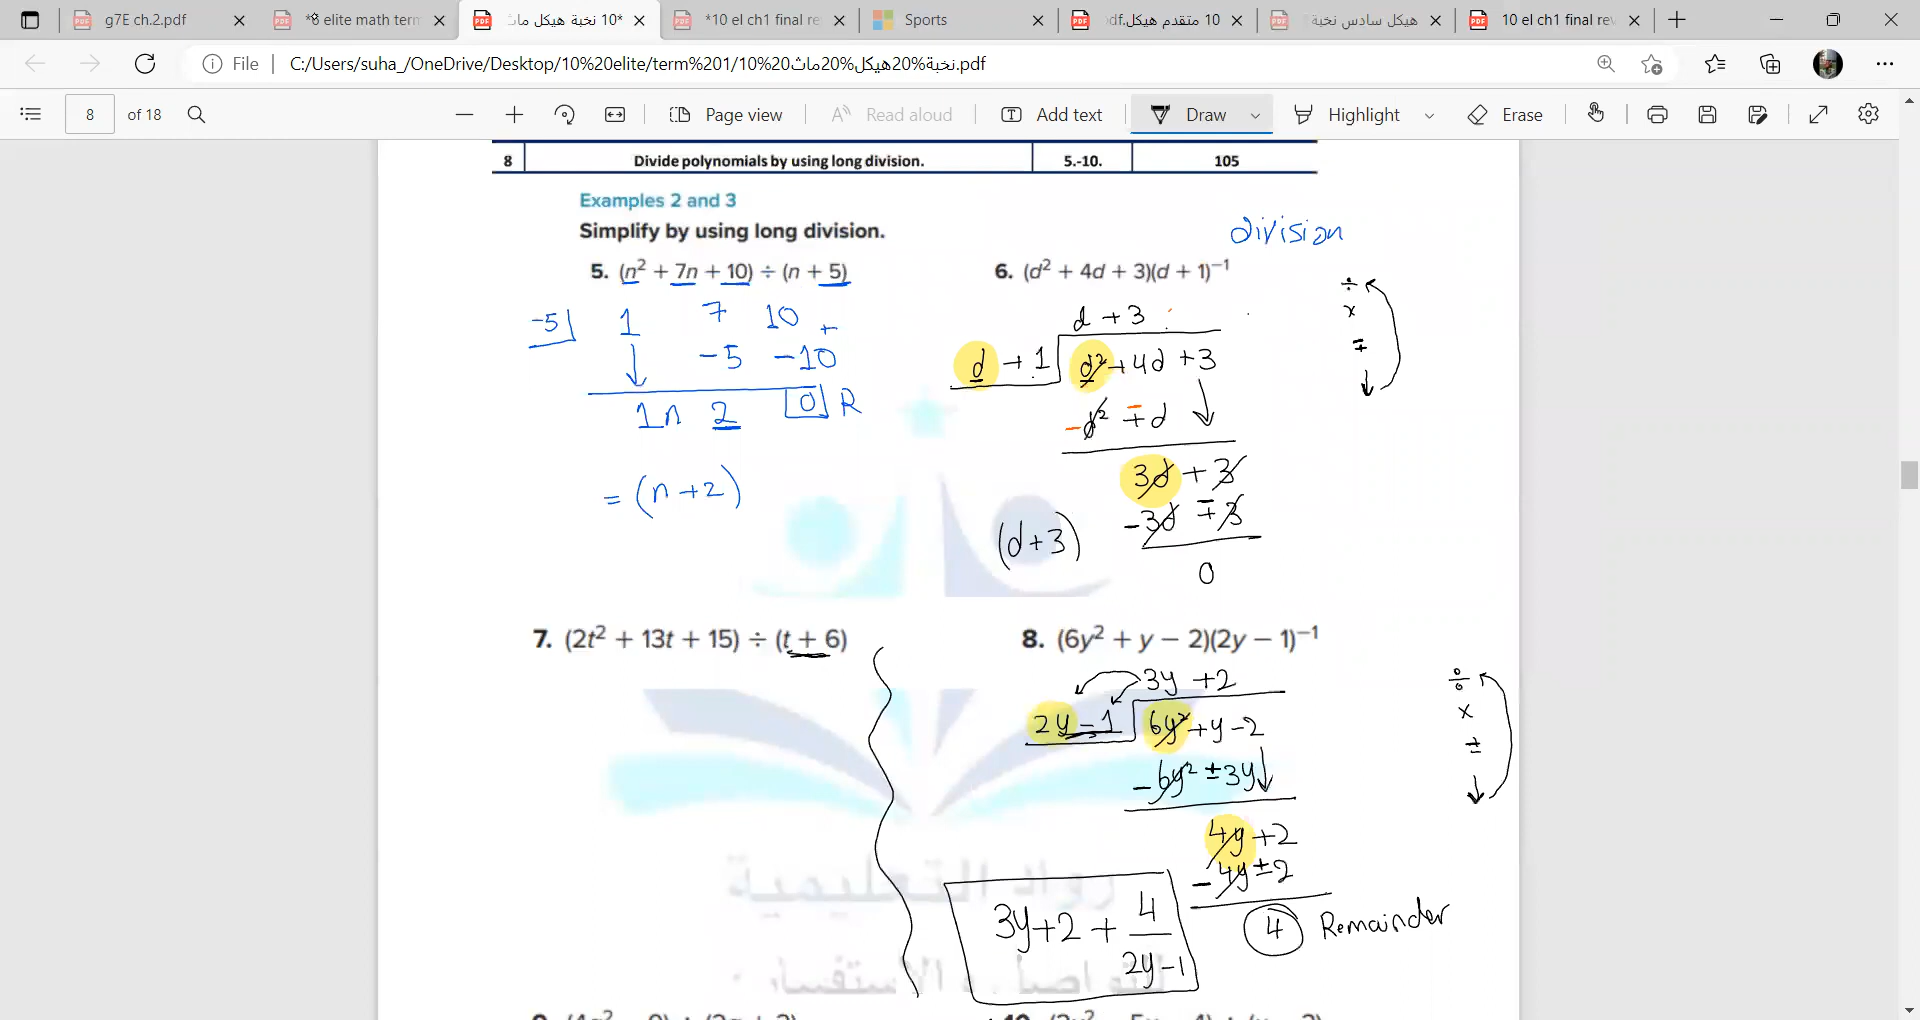 g7E ch.2.pdf
*8 elite math term
*10 نخبة هيكل ماث
*10 el ch1 final re
Sports
10 متقدم هيكل.pdf
هيكل سادس نخبة
10 el ch1 final rev
File
C:/Users/suha_/OneDrive/Desktop/10%20elite/term%201/10%20نخبة%20هيكل%20ماث.pdf
8 of 18
Page view
Read aloud
Add text
Draw
Highlight
Erase
8 Divide polynomials by using long division. 5.-10. 105
Examples 2 and 3
Simplify by using long division.
division
5. (n² + 7n + 10) ÷ (n + 5)
-5 1 7 10 +
-5 -10
1n 2 0 R
= (n+2)
6. (d² + 4d + 3)(d + 1)⁻¹
÷
x
∓
↓
d + 3
d + 1 d² + 4d + 3
- d² ∓ d
3d + 3
- 3d ∓ 3
0
(d+3)
7. (2t² + 13t + 15) ÷ (t + 6)
8. (6y² + y − 2)(2y − 1)⁻¹
÷
x
±
↓
3y + 2
2y - 1 6y² + y - 2
- 6y² ± 3y
4y + 2
- 4y ± 2
4 Remainder
3y+2 + 4/2y-1
رواد التعليمية